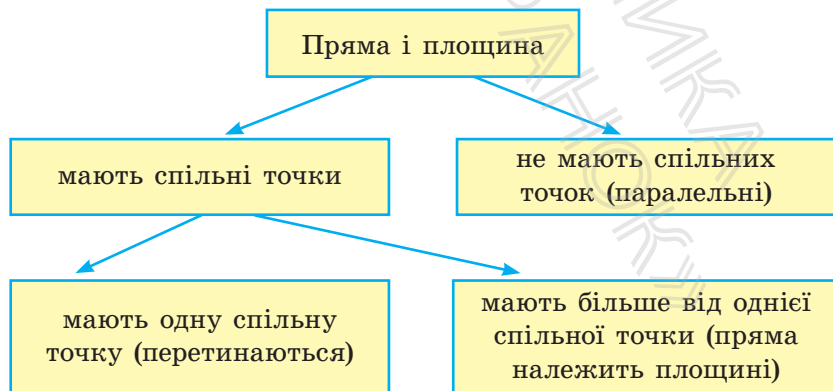 Пряма і площина
мають спільні точки
не мають спільних
точок (паралельні)
мають одну спільну
точку (перетинаються)
мають більше від однієї
спільної точки (пряма
належить площині)